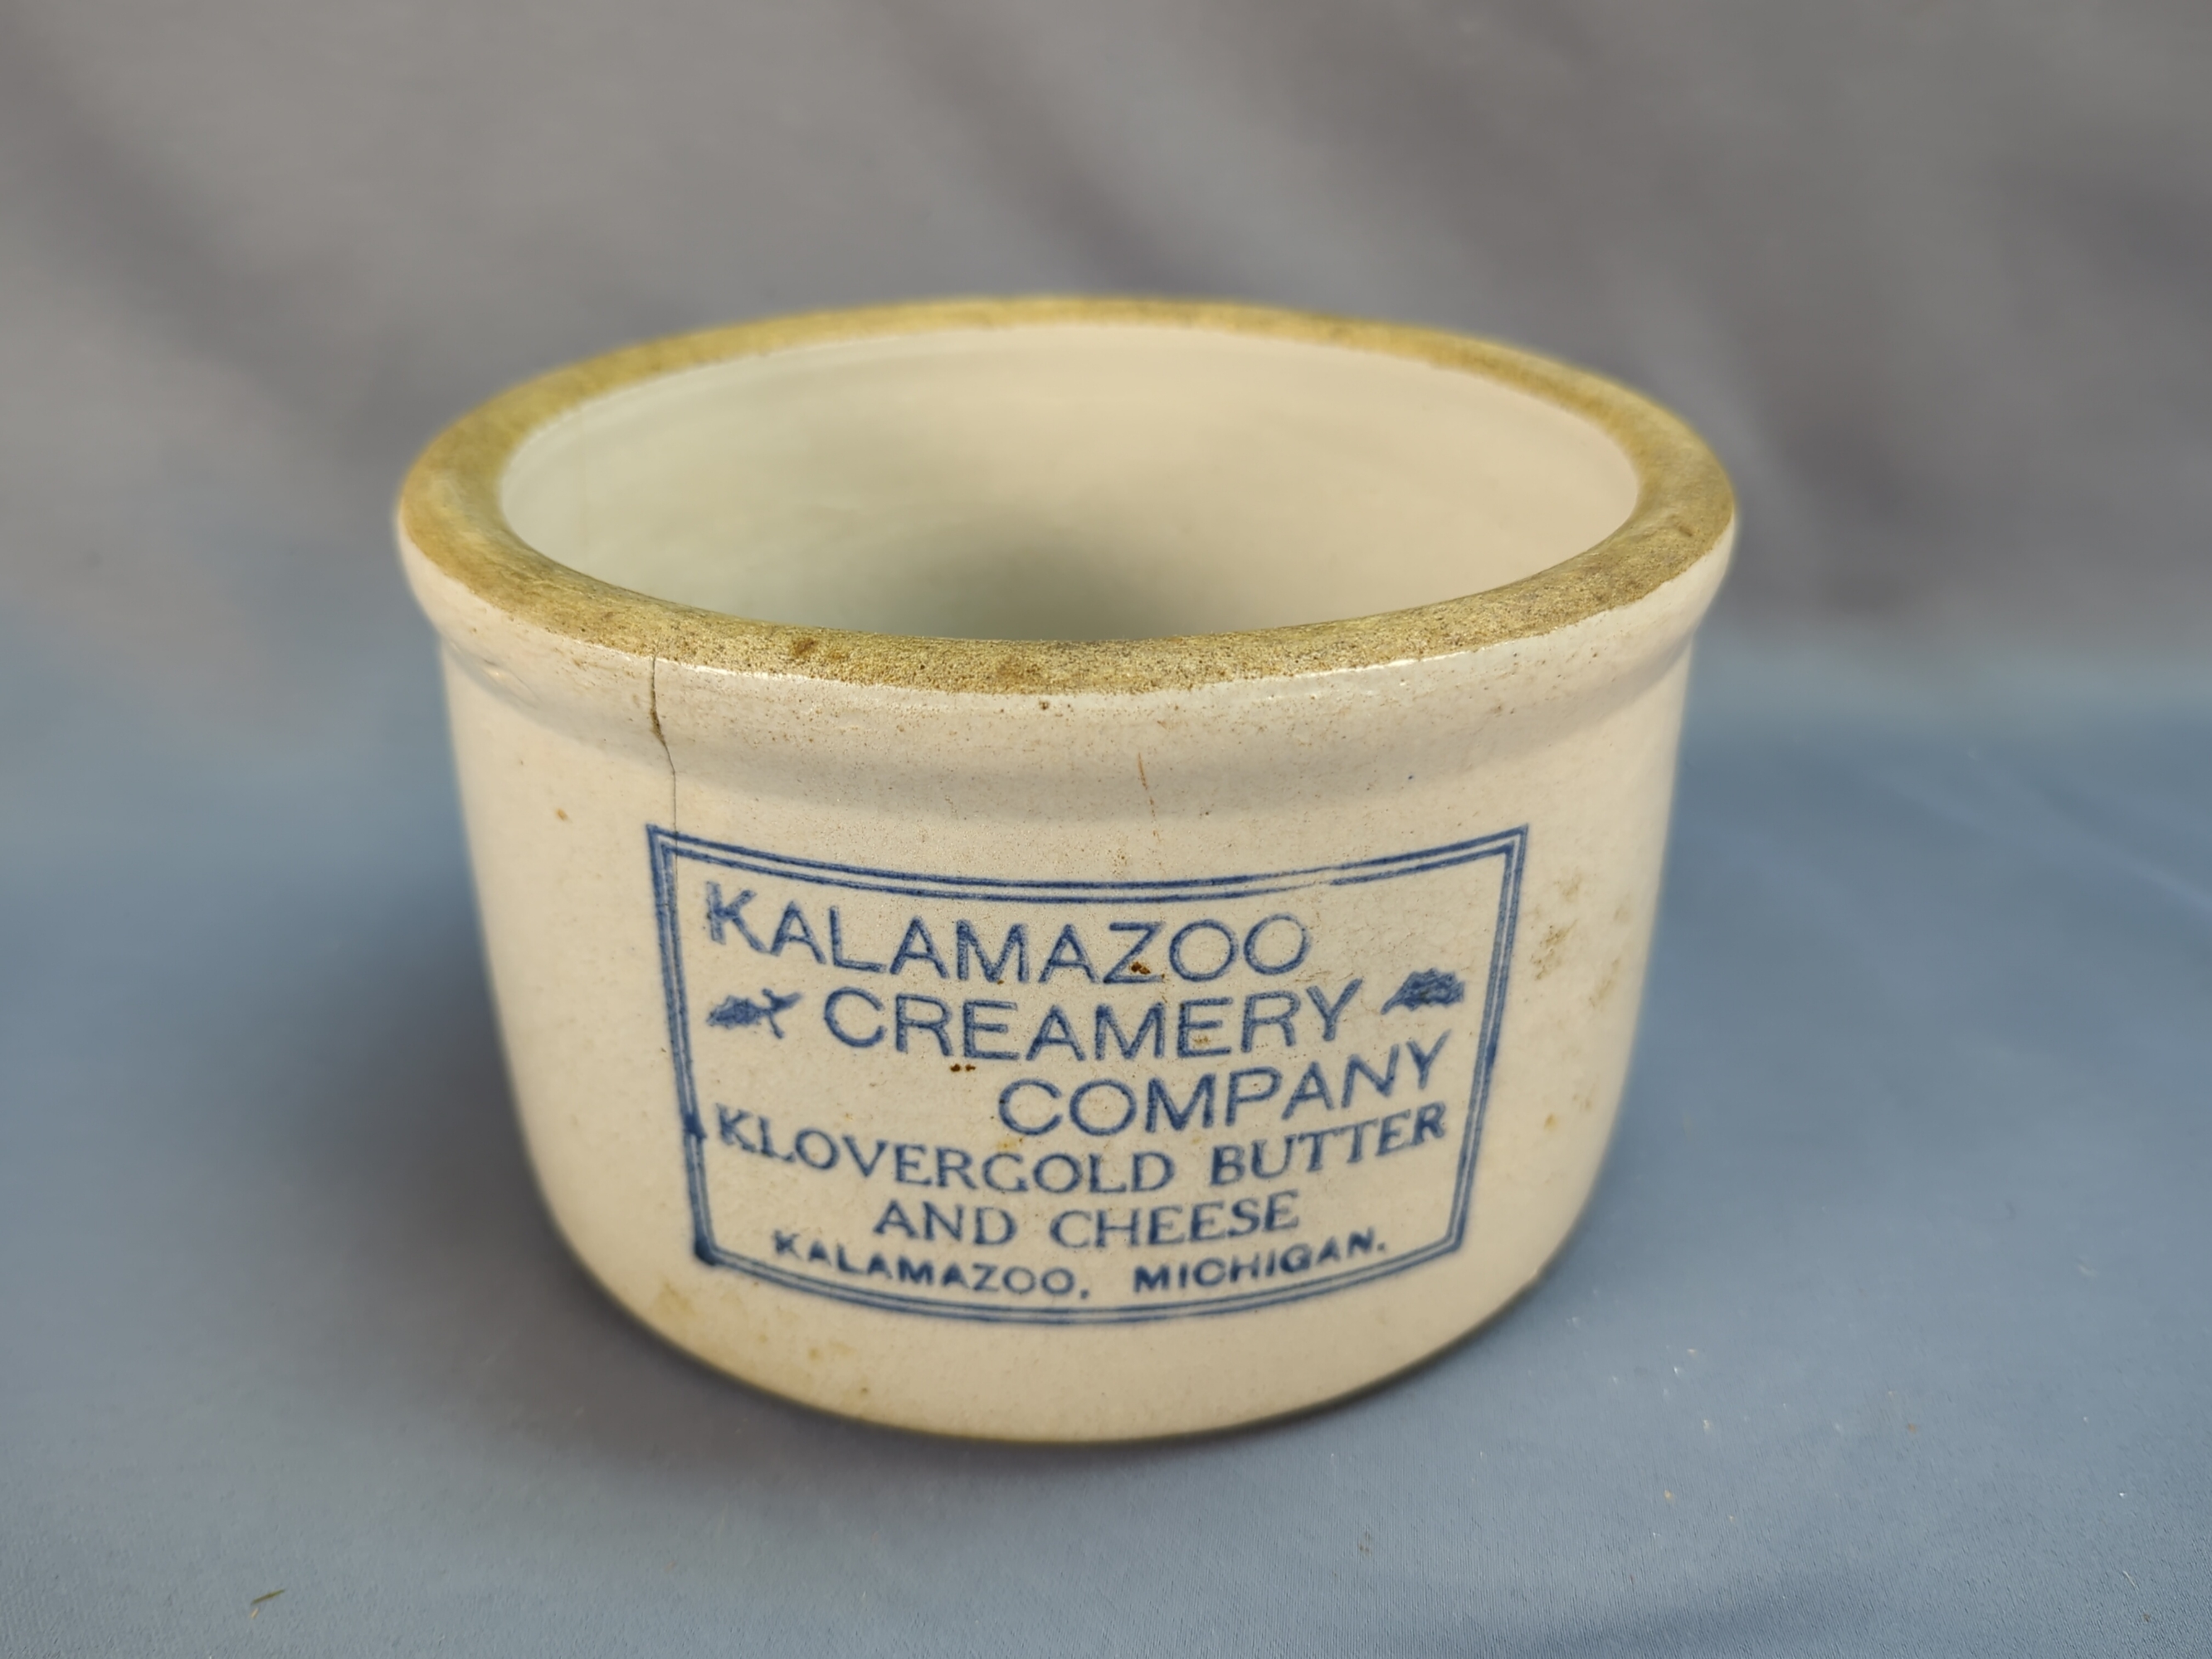 KALAMAZOO
CREAMERY
COMPANY
KLOVERGOLD BUTTER
AND CHEESE
KALAMAZOO, MICHIGAN.